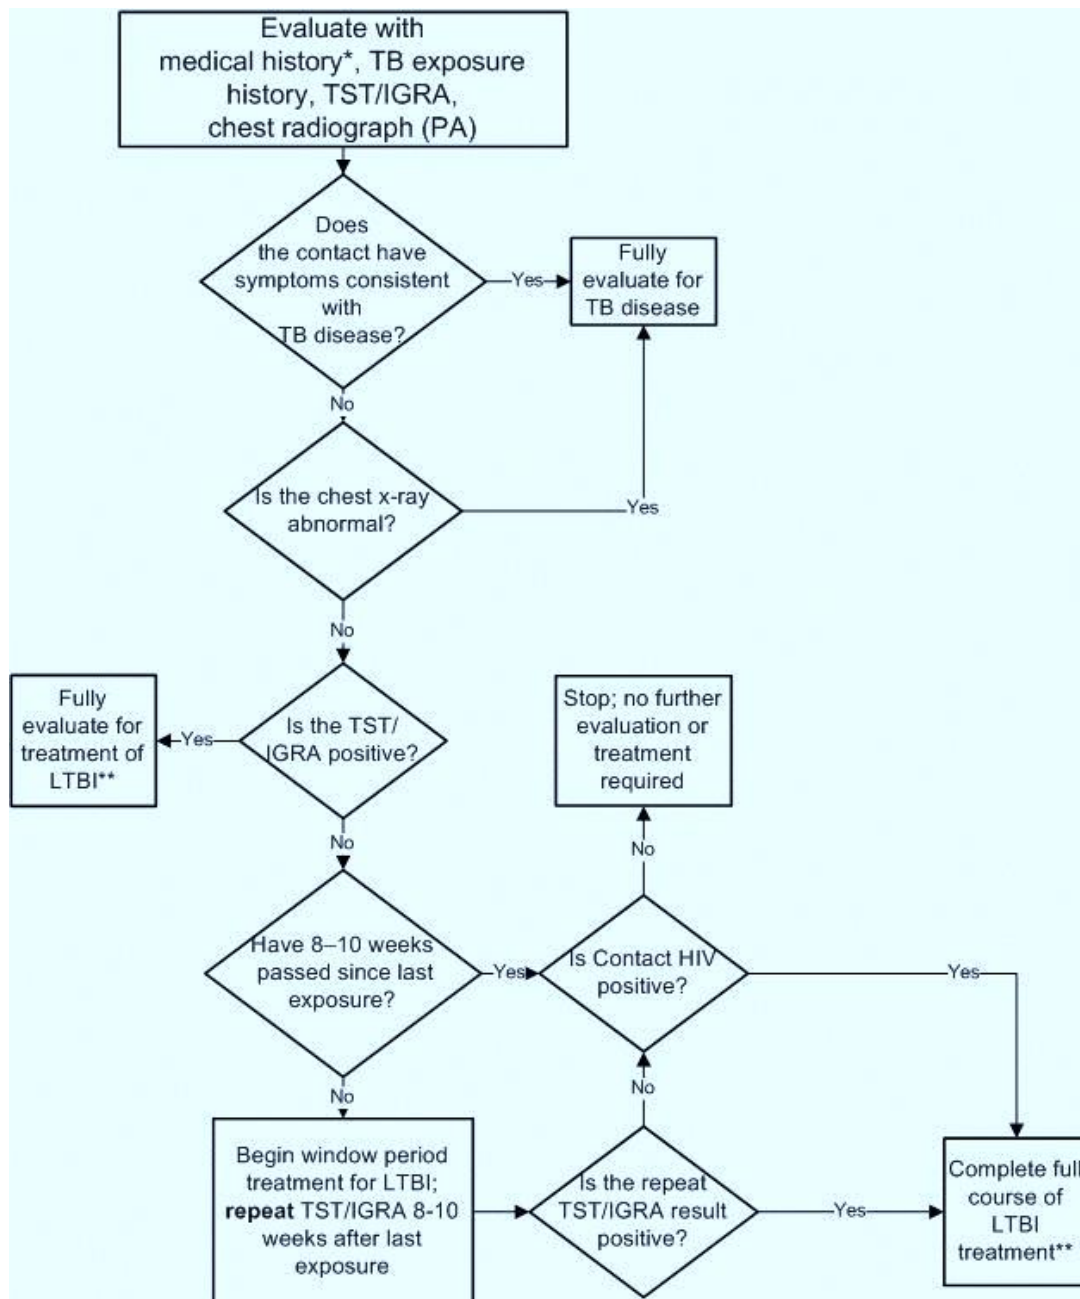 Evaluate with
medical history*, TB exposure
history, TST/IGRA,
chest radiograph (PA)
Does
the contact have
symptoms consistent
with
TB disease?
Yes
Fully
evaluate for
TB disease
No
Is the chest x-ray
abnormal?
Yes
No
Is the TST/
IGRA positive?
Yes
Fully
evaluate for
treatment of
LTBI**
No
Have 8–10 weeks
passed since last
exposure?
Yes
Is Contact HIV
positive?
No
Stop; no further
evaluation or
treatment
required
Yes
No
Begin window period
treatment for LTBI;
repeat TST/IGRA 8-10
weeks after last
exposure
Is the repeat
TST/IGRA result
positive?
No
Yes
Complete full
course of
LTBI
treatment**